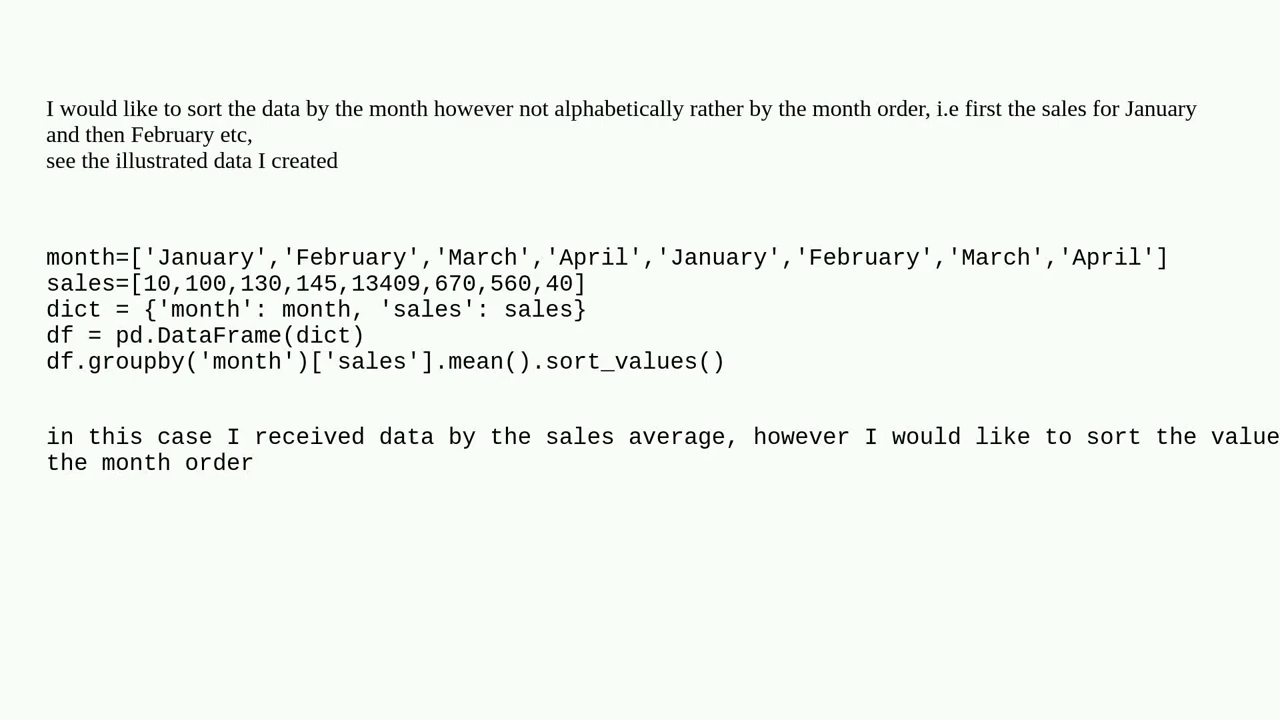 I would like to sort the data by the month however not alphabetically rather by the month order, i.e first the sales for January
and then February etc,
see the illustrated data I created
month=['January','February','March','April','January','February','March','April']
sales=[10,100,130,145,13409,670,560,40]
dict = {'month': month, 'sales': sales}
df = pd.DataFrame(dict)
df.groupby('month')['sales'].mean().sort_values()
in this case I received data by the sales average, however I would like to sort the value
the month order